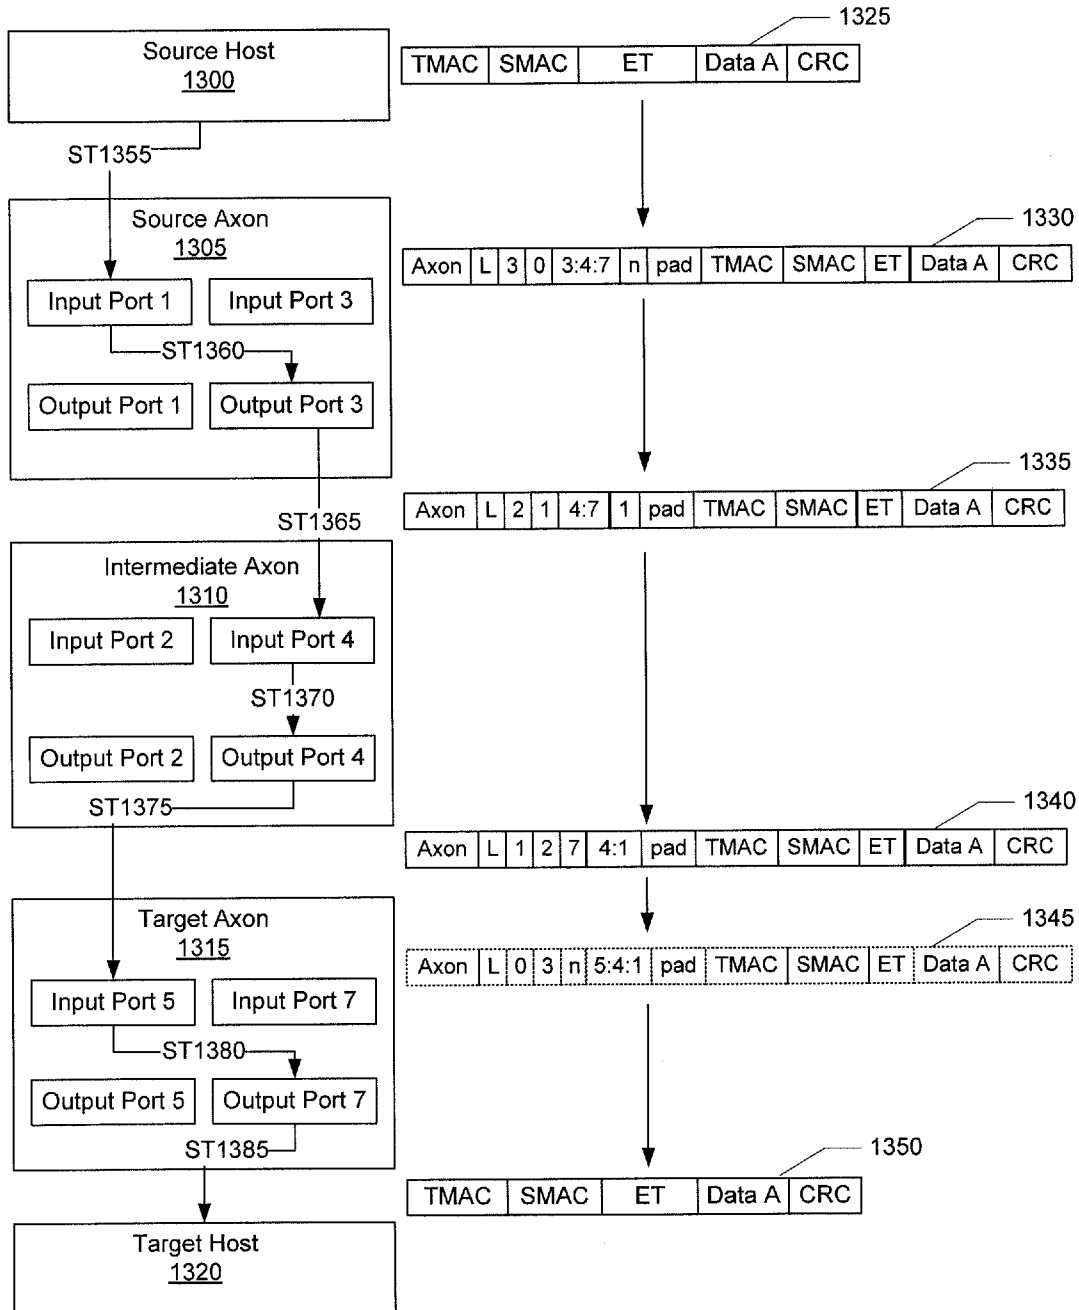 Source Host
1300
TMAC SMAC ET Data A CRC
1325
ST1355
Source Axon
1305
Axon L 3 0 3:4:7 n pad TMAC SMAC ET Data A CRC
1330
Input Port 1 Input Port 3
ST1360
Output Port 1 Output Port 3
ST1365
Axon L 2 1 4:7 1 pad TMAC SMAC ET Data A CRC
1335
Intermediate Axon
1310
Input Port 2 Input Port 4
ST1370
Output Port 2 Output Port 4
ST1375
Axon L 1 2 7 4:1 pad TMAC SMAC ET Data A CRC
1340
Target Axon
1315
Axon L 0 3 n 5:4:1 pad TMAC SMAC ET Data A CRC
1345
Input Port 5 Input Port 7
ST1380
Output Port 5 Output Port 7
ST1385
TMAC SMAC ET Data A CRC
1350
Target Host
1320